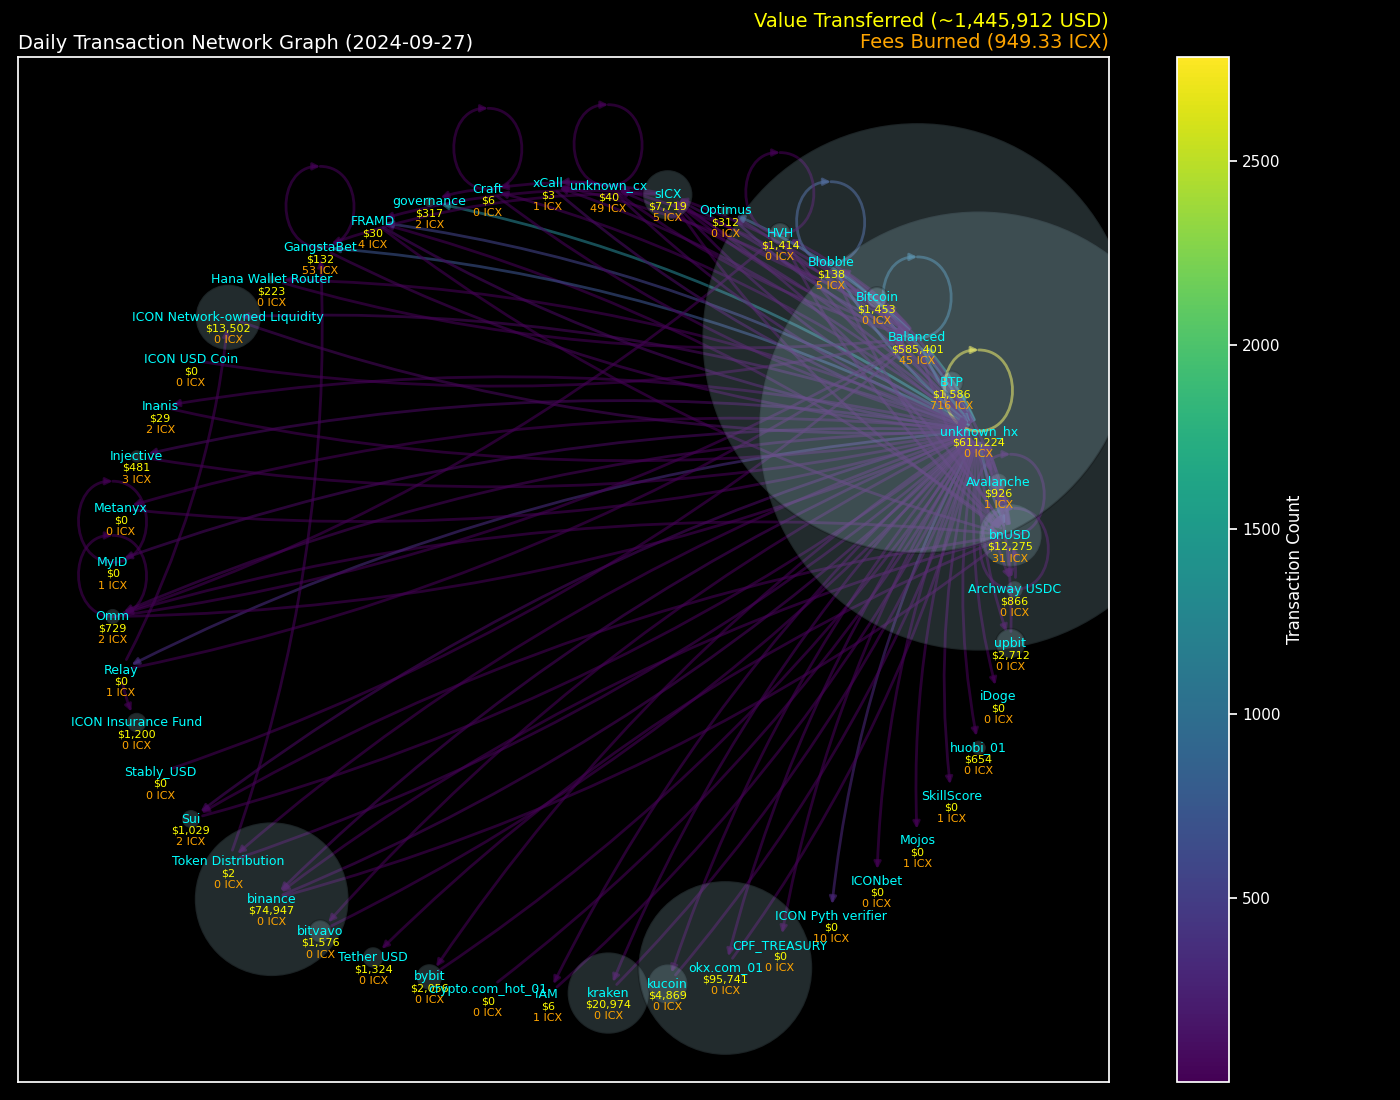 Value Transferred (~1,445,912 USD)
Daily Transaction Network Graph (2024-09-27)
Fees Burned (949.33 ICX)
Craft
$6
0 ICX
xCall
$3
1 ICX
unknown_cx
$40
49 ICX
sICX
$7,719
5 ICX
governance
$317
2 ICX
Optimus
$312
0 ICX
FRAMD
$30
4 ICX
HVH
$1,414
0 ICX
GangstaBet
$132
53 ICX
Blobble
$138
5 ICX
Hana Wallet Router
$223
0 ICX
Bitcoin
$1,453
0 ICX
ICON Network-owned Liquidity
$13,502
0 ICX
Balanced
$585,401
45 ICX
ICON USD Coin
$0
0 ICX
BTP
$1,586
716 ICX
Inanis
$29
2 ICX
unknown_hx
$611,224
0 ICX
Injective
$481
3 ICX
Avalanche
$926
1 ICX
Metanyx
$0
0 ICX
bnUSD
$12,275
31 ICX
MyID
$0
1 ICX
Archway USDC
$866
0 ICX
Omm
$729
2 ICX
upbit
$2,712
0 ICX
Relay
$0
1 ICX
iDoge
$0
0 ICX
ICON Insurance Fund
$1,200
0 ICX
huobi_01
$654
0 ICX
Stably_USD
$0
0 ICX
SkillScore
$0
1 ICX
Sui
$1,029
2 ICX
Mojos
$0
1 ICX
Token Distribution
$2
0 ICX
ICONbet
$0
0 ICX
binance
$74,947
0 ICX
ICON Pyth verifier
$0
10 ICX
bitvavo
$1,576
0 ICX
CPF_TREASURY
$0
0 ICX
Tether USD
$1,324
0 ICX
okx.com_01
$95,741
0 ICX
bybit
$2,056
0 ICX
kucoin
$4,869
0 ICX
Crypto.com_hot_01
$0
0 ICX
IAM
$6
1 ICX
kraken
$20,974
0 ICX
2500
2000
1500
1000
500
Transaction Count